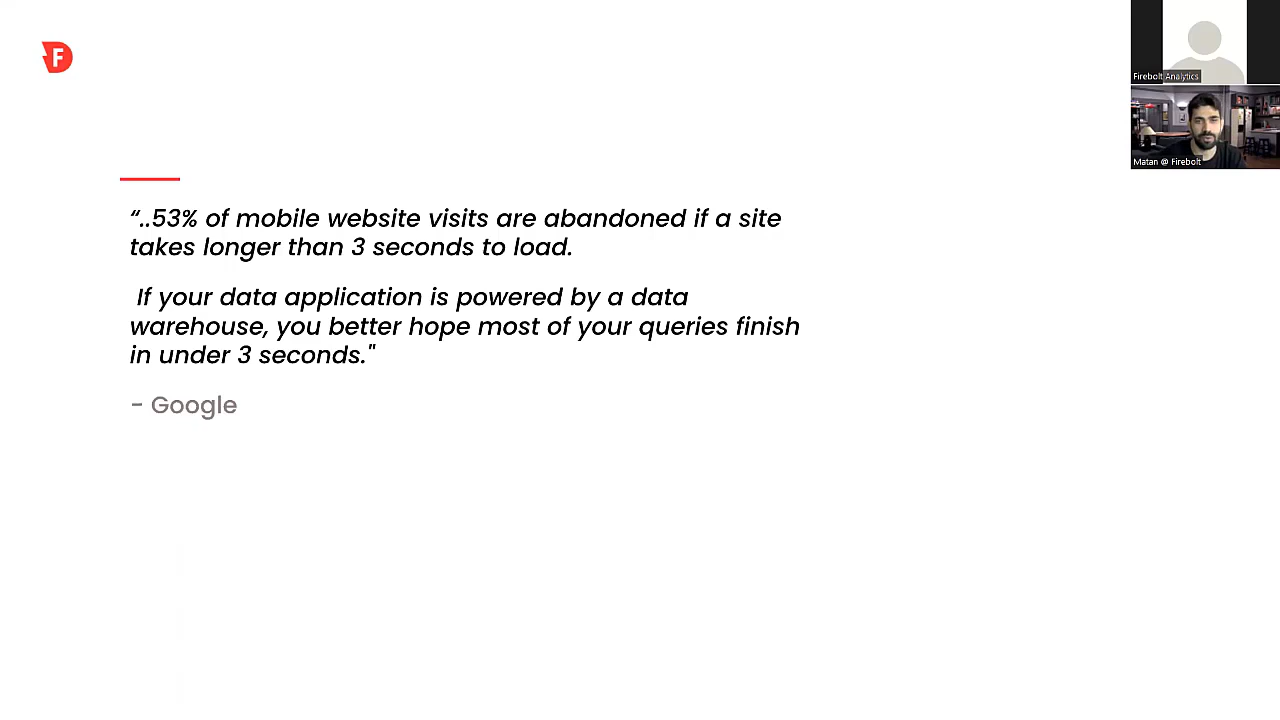 F
“..53% of mobile website visits are abandoned if a site
takes longer than 3 seconds to load.
If your data application is powered by a data
warehouse, you better hope most of your queries finish
in under 3 seconds."
- Google
Firebolt Analytics
Matan @ Firebolt